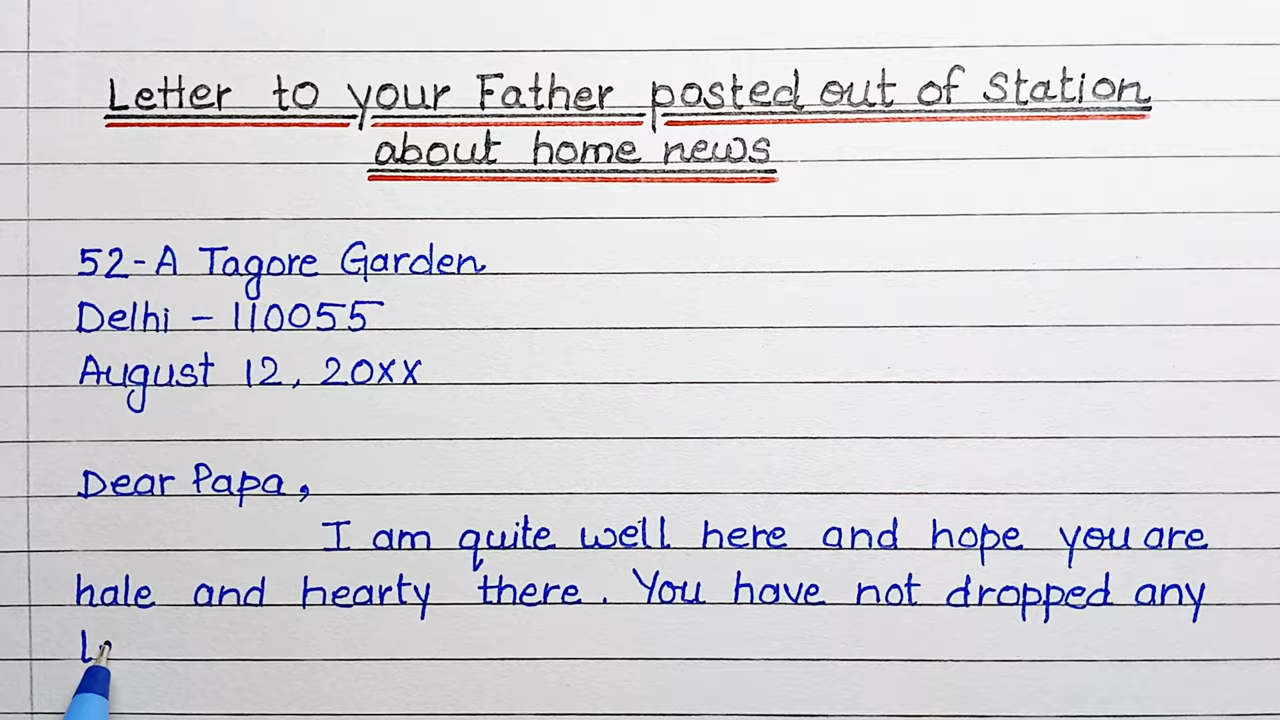 Letter to your Father posted out of Station
about home news
52-A Tagore Garden
Delhi - 110055
August 12, 20xx
Dear Papa,
I am quite well here and hope you are
hale and hearty there. You have not dropped any